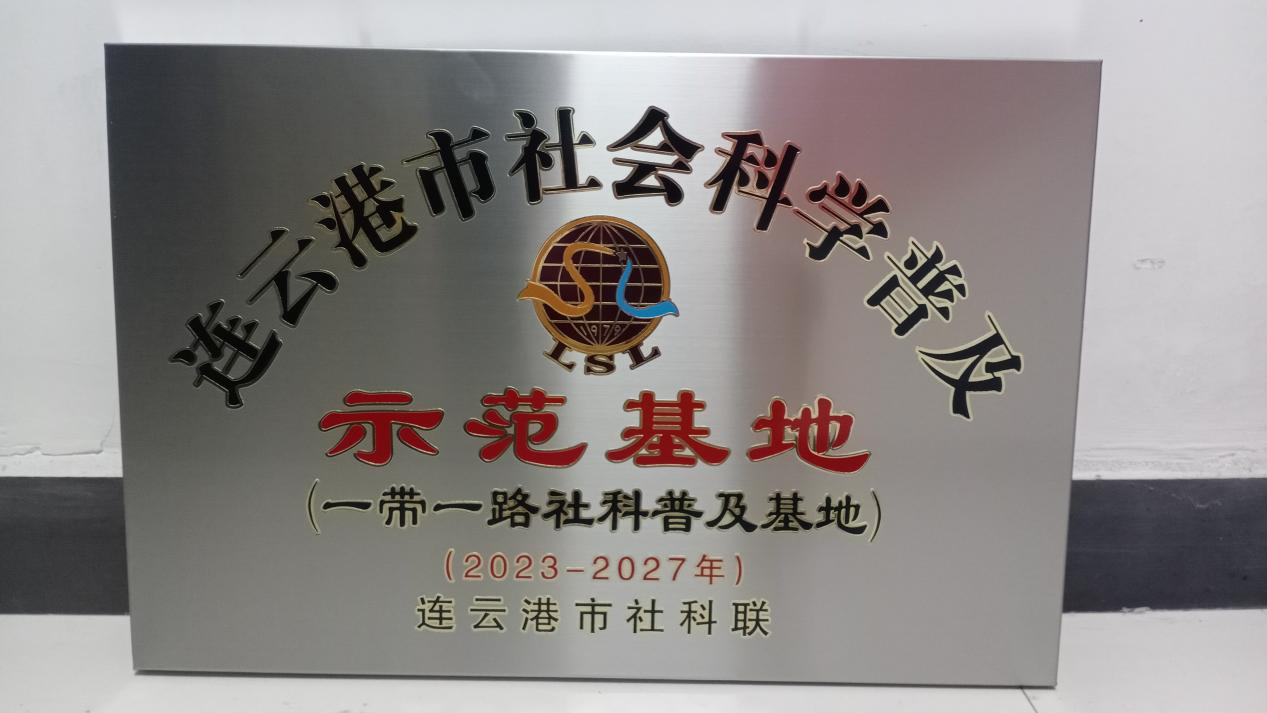 连云港市社会科学普及
1979
LSL
示范基地
(一带一路社科普及基地)
(2023-2027年)
连云港市社科联